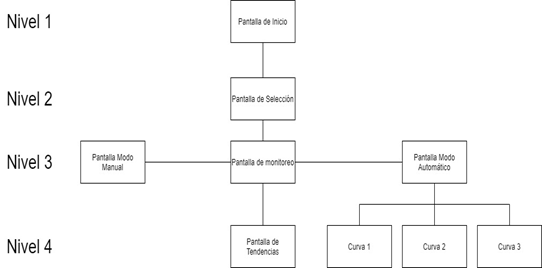 Nivel 1
Pantalla de Inicio
Nivel 2
Pantalla de Selección
Nivel 3
Pantalla Modo
Manual
Pantalla de monitoreo
Pantalla Modo
Automático
Nivel 4
Pantalla de
Tendencias
Curva 1
Curva 2
Curva 3